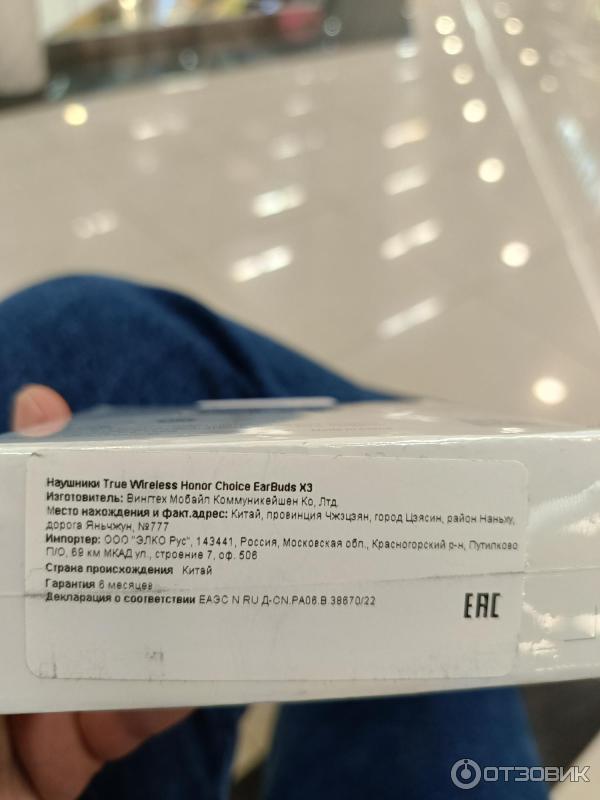 Наушники True Wireless Honor Choice EarBuds X3
Изготовитель: Вингтех Мобайл Коммуникейшен Ко, Лтд.
Место нахождения и факт.адрес: Китай, провинция Чжэцзян, город Цзясин, район Наньху,
дорога Яньчжун, №777
Импортер: ООО "ЭЛКО Рус", 143441, Россия, Московская обл., Красногорский р-н, Путилково
П/О, 69 км МКАД ул., строение 7, оф. 506
Страна происхождения Китай
Гарантия 6 месяцев
Декларация о соответствии ЕАЭС N RU Д-CN.РА06.В.38670/22
EAC
ОТЗОВИК